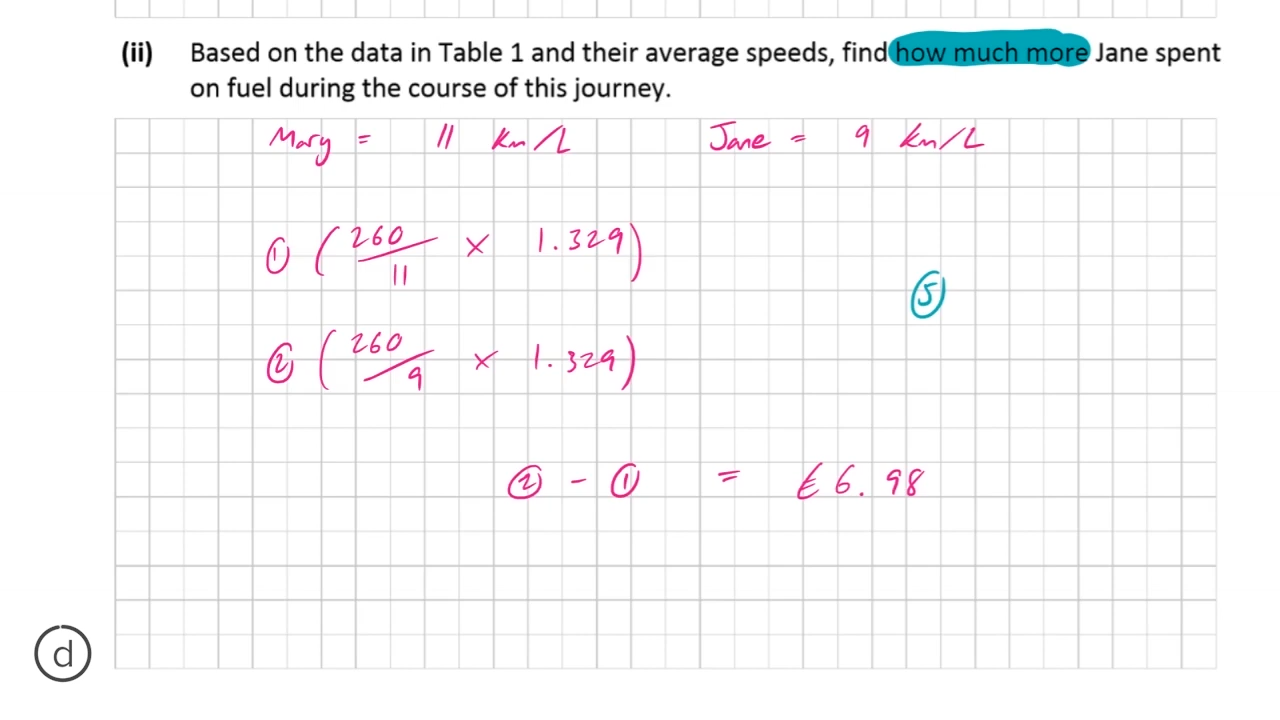 (ii) Based on the data in Table 1 and their average speeds, find how much more Jane spent
on fuel during the course of this journey.
Mary = 11 km/L Jane = 9 km/L
① (260/11 × 1.329)
⑤
② (260/9 × 1.329)
② - ① = €6.98
d